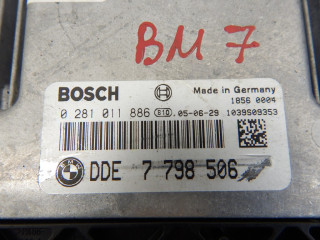 BM 7
BOSCH
Made in Germany
1056 0004
0 281 011 886 81D .05-06-29 1039S09353
DDE 7 798 506